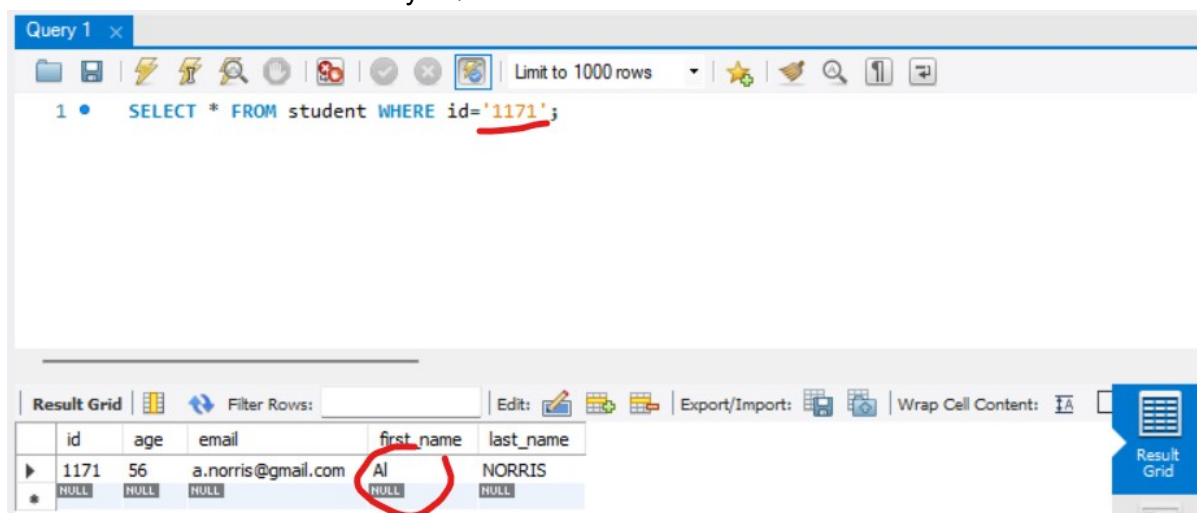 Query 1
Limit to 1000 rows
1 SELECT * FROM student WHERE id='1171';
Result Grid Filter Rows: Edit: Export/Import: Wrap Cell Content:
Result
Grid
id age email first_name last_name
1171 56 a.norris@gmail.com Al NORRIS
NULL NULL NULL NULL NULL